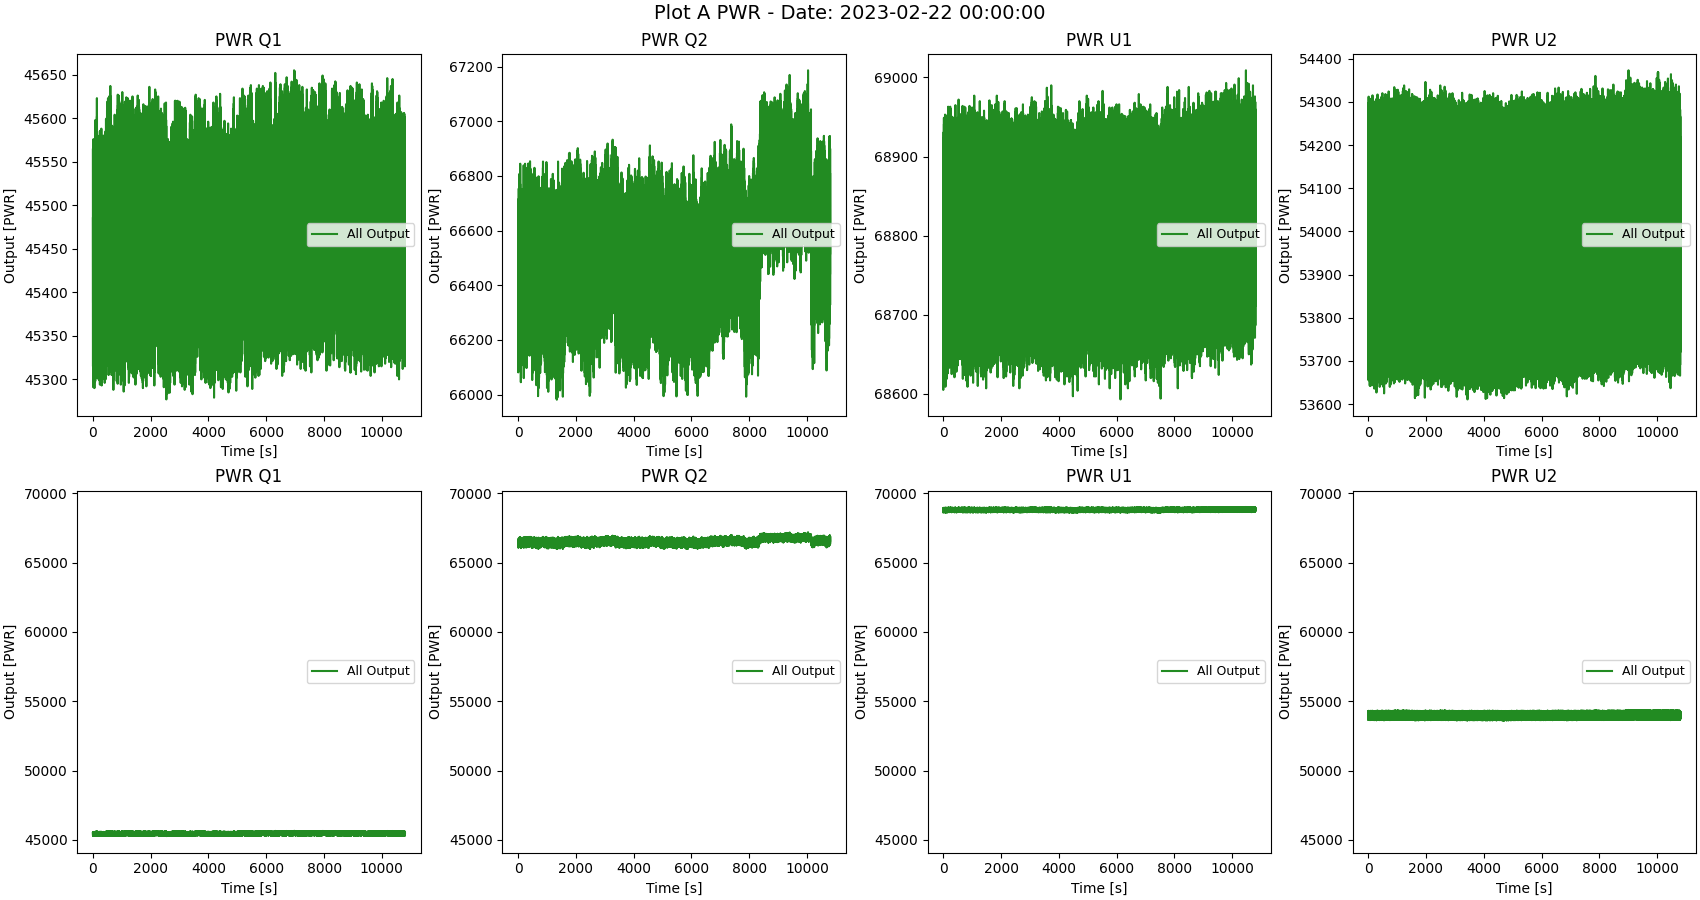 Plot A PWR - Date: 2023-02-22 00:00:00
PWR Q1
Output [PWR]
45650
45600
45550
45500
45450
45400
45350
45300
0 2000 4000 6000 8000 10000
Time [s]
All Output
PWR Q2
Output [PWR]
67200
67000
66800
66600
66400
66200
66000
0 2000 4000 6000 8000 10000
Time [s]
All Output
PWR U1
Output [PWR]
69000
68900
68800
68700
68600
0 2000 4000 6000 8000 10000
Time [s]
All Output
PWR U2
Output [PWR]
54400
54300
54200
54100
54000
53900
53800
53700
53600
0 2000 4000 6000 8000 10000
Time [s]
All Output
PWR Q1
Output [PWR]
70000
65000
60000
55000
50000
45000
0 2000 4000 6000 8000 10000
Time [s]
All Output
PWR Q2
Output [PWR]
70000
65000
60000
55000
50000
45000
0 2000 4000 6000 8000 10000
Time [s]
All Output
PWR U1
Output [PWR]
70000
65000
60000
55000
50000
45000
0 2000 4000 6000 8000 10000
Time [s]
All Output
PWR U2
Output [PWR]
70000
65000
60000
55000
50000
45000
0 2000 4000 6000 8000 10000
Time [s]
All Output